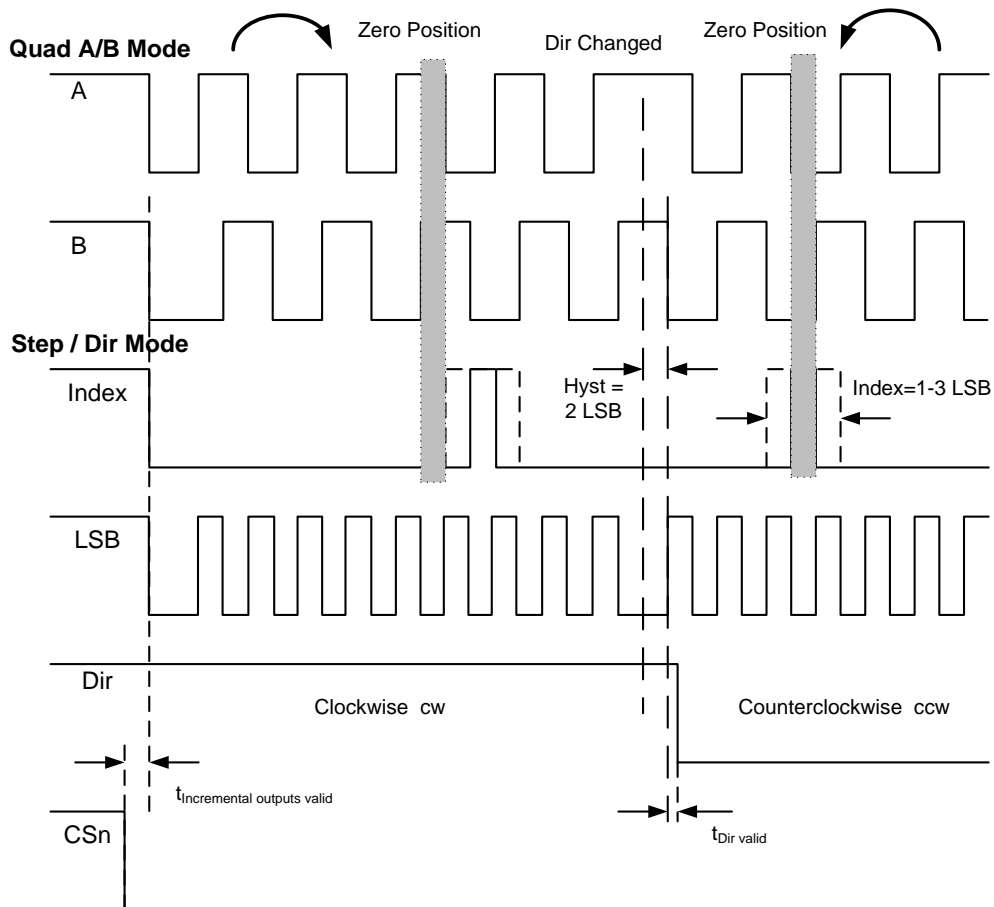 Zero Position
Dir Changed
Zero Position
Quad A/B Mode
A
B
Step / Dir Mode
Index
Hyst =
2 LSB
Index=1-3 LSB
LSB
Dir
Clockwise cw
Counterclockwise ccw
tIncremental outputs valid
tDir valid
CSn